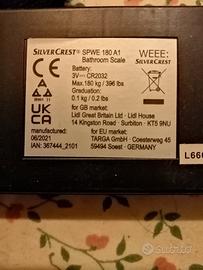 SILVERCREST® SPWE 180 A1
Bathroom Scale
WEEE:
SILVERCREST
Battery:
3V CR2032
Max. 180 kg / 396 lbs
Graduation:
0.1 kg / 0.2 lbs
for GB market:
Lidl Great Britain Ltd - Lidl House
14 Kingston Road · Surbiton · KT5 9NU
Manufactured on:
06/2021
IAN: 367444_2101
for EU market:
TARGA GmbH · Coesterweg 45
59494 Soest - GERMANY
UK
CA
L66
Subito